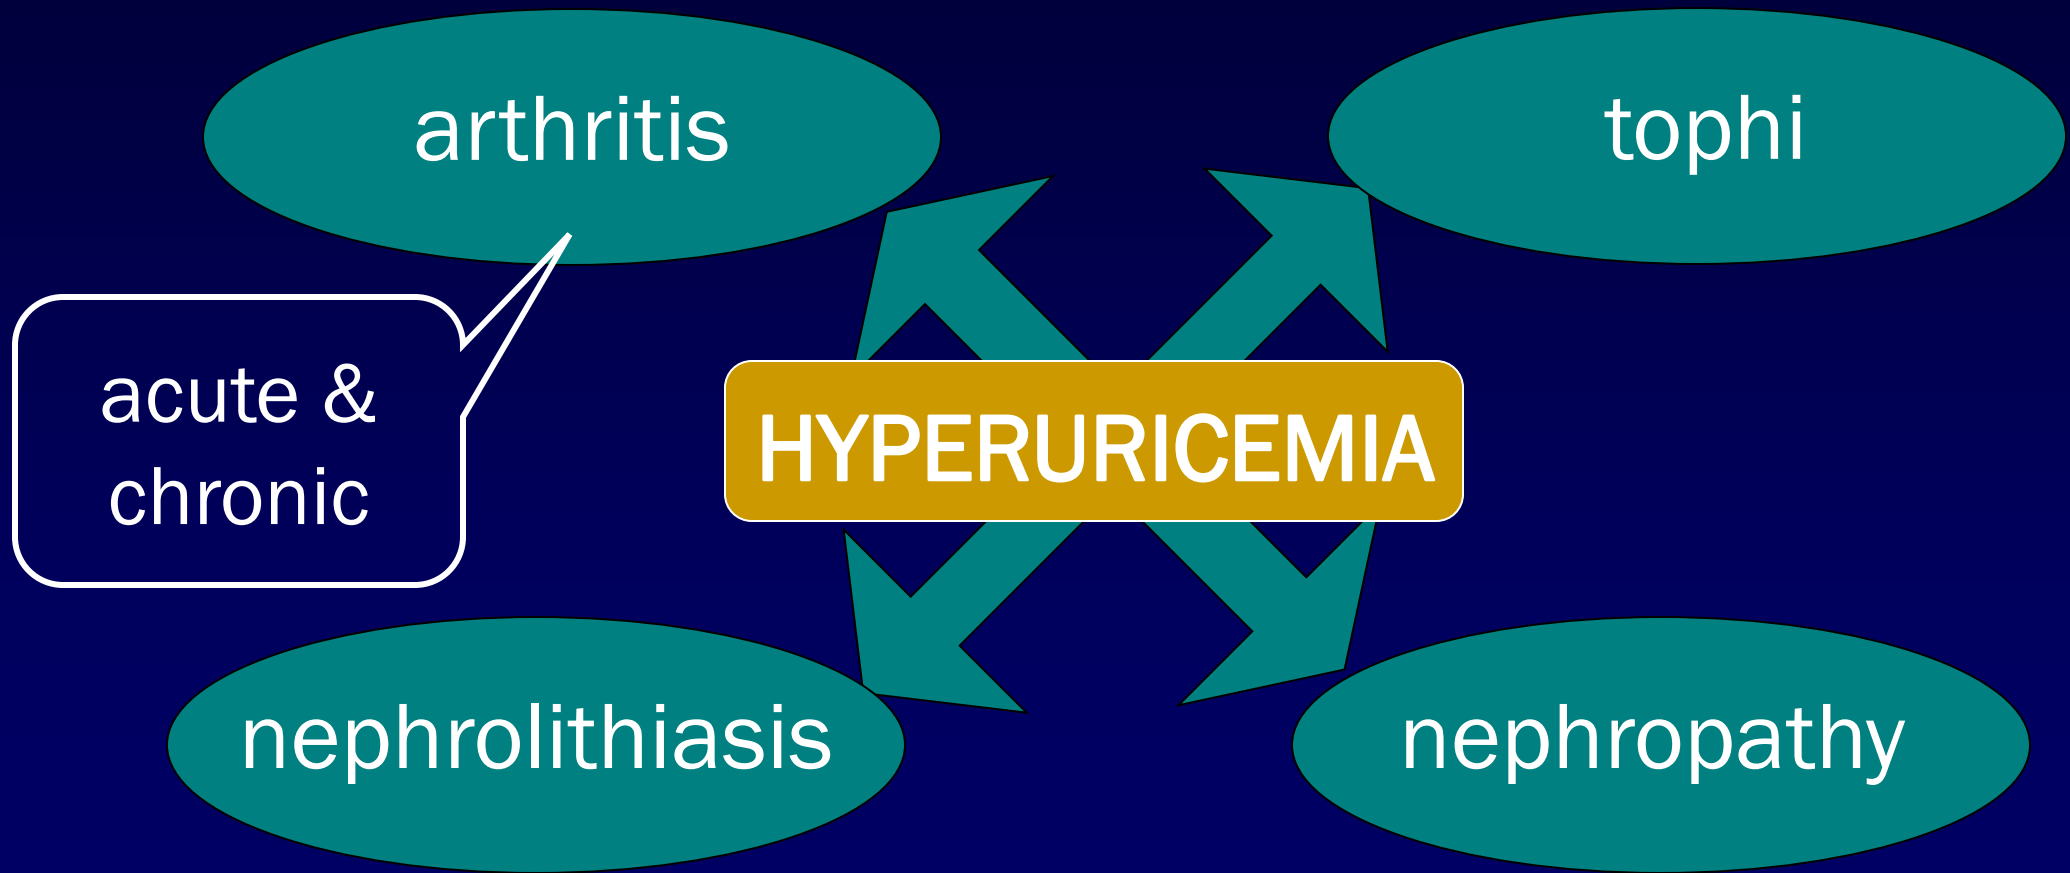 arthritis
tophi
acute &
chronic
HYPERURICEMIA
nephrolithiasis
nephropathy